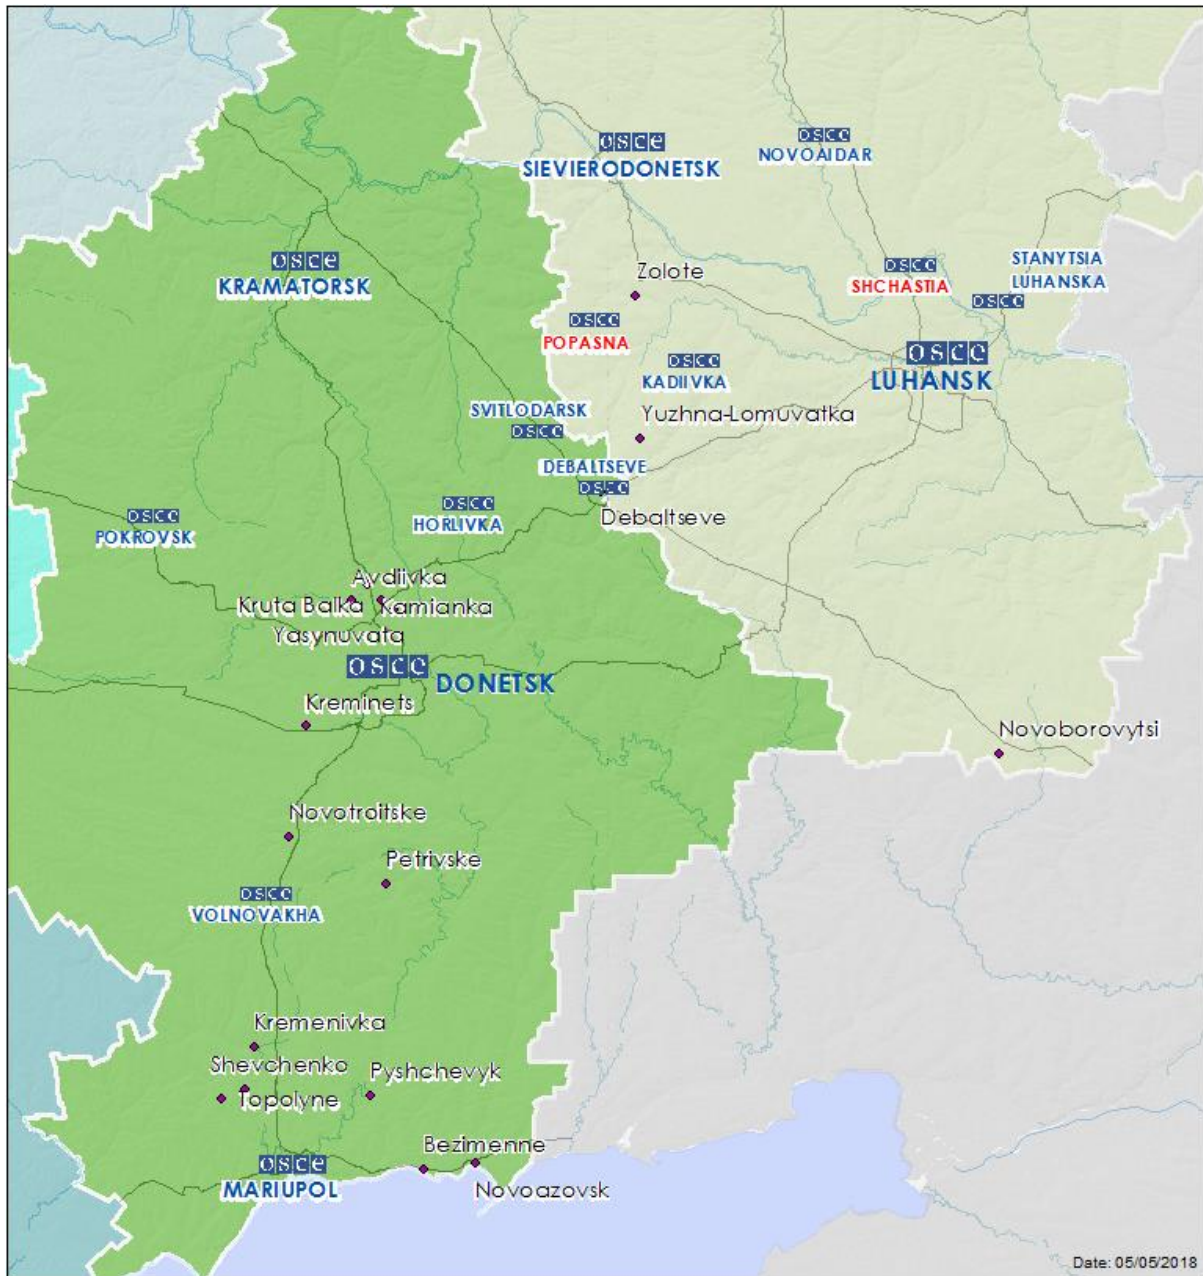 osce
SIEVIERODONETSK
osce
NOVOAIDAR
osce
KRAMATORSK
Zolote
osce
SHCHASTIA
STANYTSIA
LUHANSKA
osce
osce
POPASNA
osce
KADIIVKA
osce
LUHANSK
SVITLODARSK
osce
Yuzhna-Lomuvatka
DEBALTSEVE
osce
Debaltseve
osce
POKROVSK
osce
HORLIVKA
Avdiivka
Kruta Balka
Kamianka
Yasynuvata
osce
DONETSK
Kreminets
Novoborovytsi
Novotroitske
Petrivske
osce
VOLNOVAKHA
Kremenivka
Shevchenko
Pyshchevyk
Topolyne
Bezimenne
osce
MARIUPOL
Novoazovsk
Date: 05/05/2018